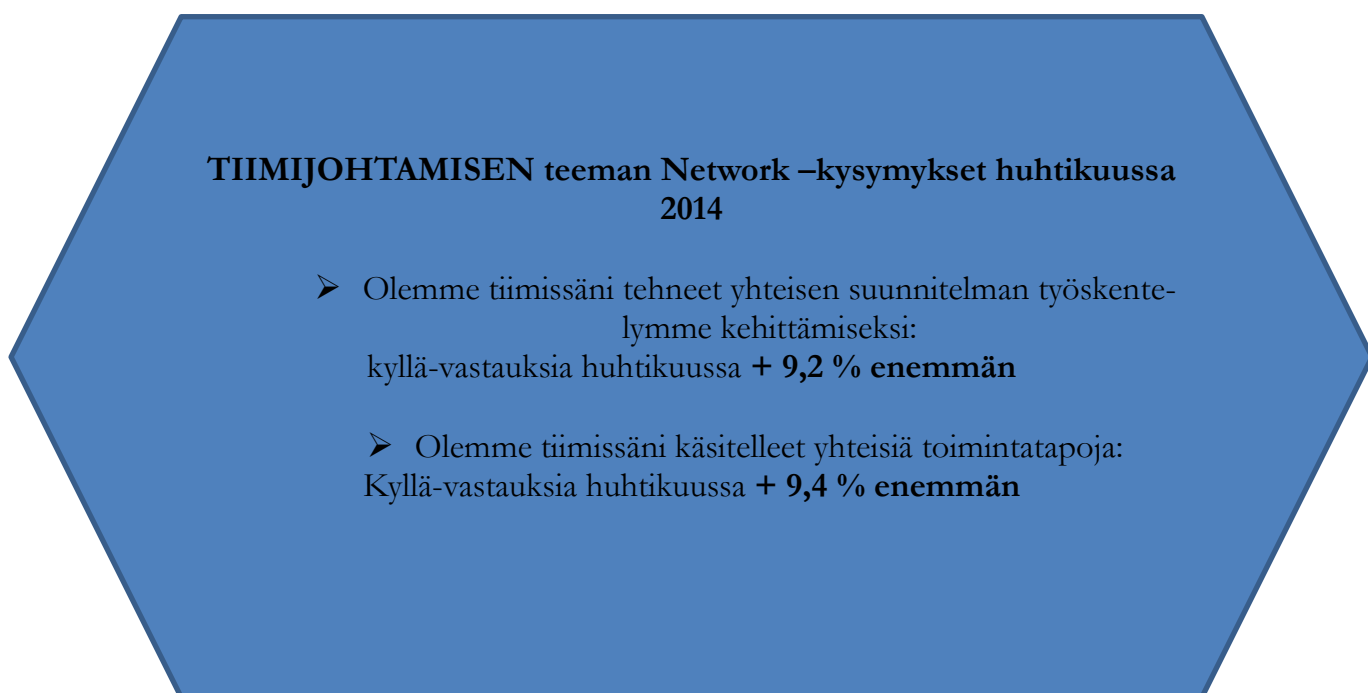 TIIMIJOHTAMISEN teeman Network –kysymykset huhtikuussa
2014
➢ Olemme tiimissäni tehneet yhteisen suunnitelman työskente-
lymme kehittämiseksi:
kyllä-vastauksia huhtikuussa + 9,2 % enemmän
➢ Olemme tiimissäni käsitelleet yhteisiä toimintatapoja:
Kyllä-vastauksia huhtikuussa + 9,4 % enemmän